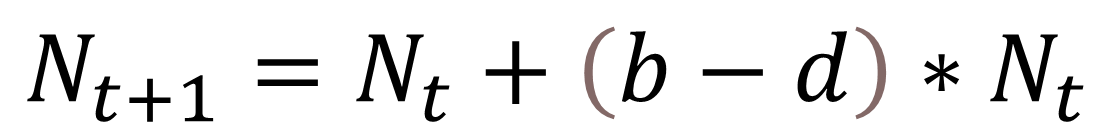 N_{t+1} = N_t + (b − d) * N_t